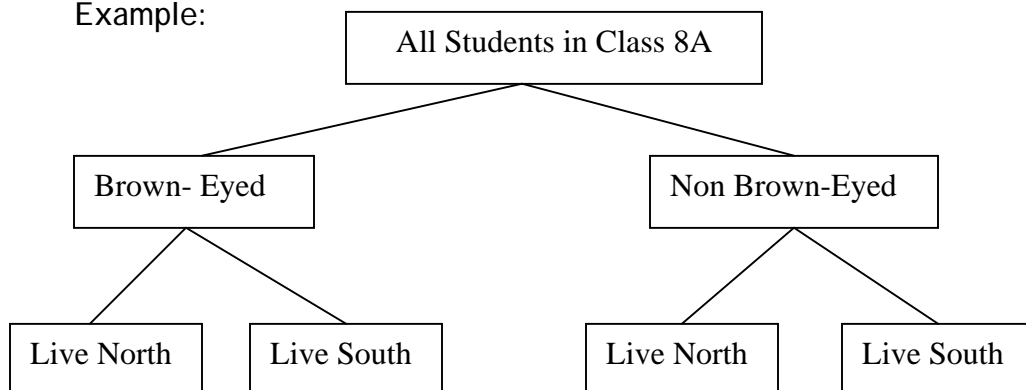 Example:
All Students in Class 8A
Brown- Eyed
Non Brown-Eyed
Live North
Live South
Live North
Live South